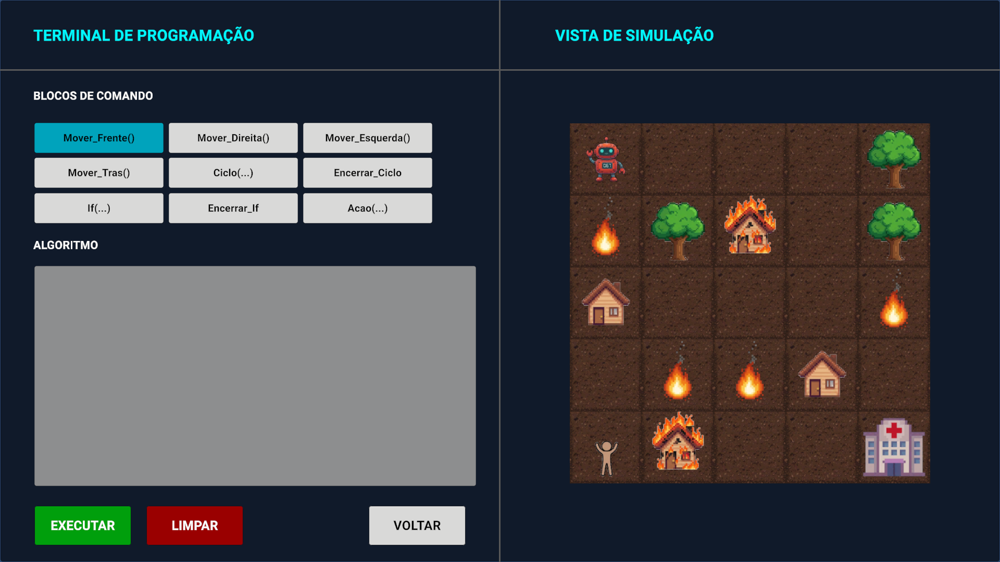 TERMINAL DE PROGRAMAÇÃO
VISTA DE SIMULAÇÃO
BLOCOS DE COMANDO
Mover_Frente()
Mover_Direita()
Mover_Esquerda()
Mover_Tras()
Ciclo(...)
Encerrar_Ciclo
If(...)
Encerrar_If
Acao(...)
ALGORITMO
EXECUTAR
LIMPAR
VOLTAR
067